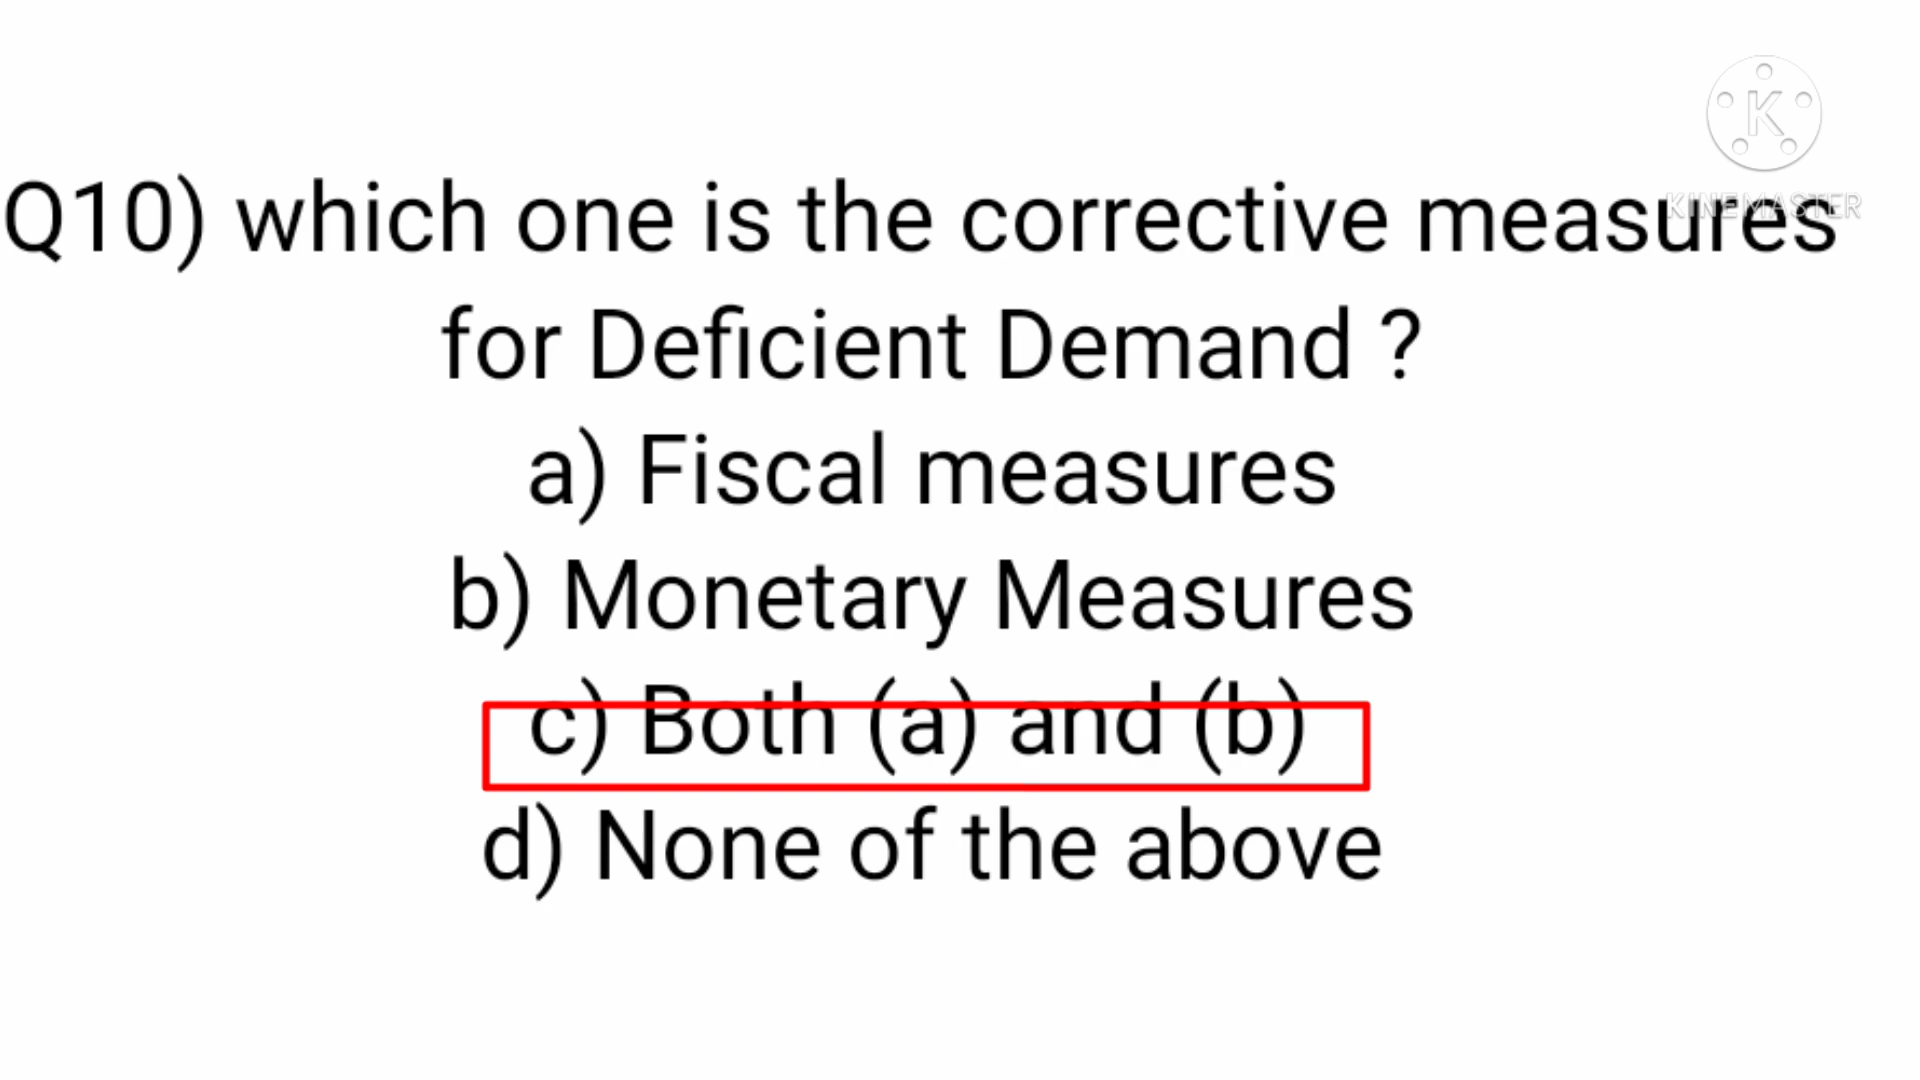 K
KINEMASTER
Q10) which one is the corrective measures
for Deficient Demand ?
a) Fiscal measures
b) Monetary Measures
c) Both (a) and (b)
d) None of the above